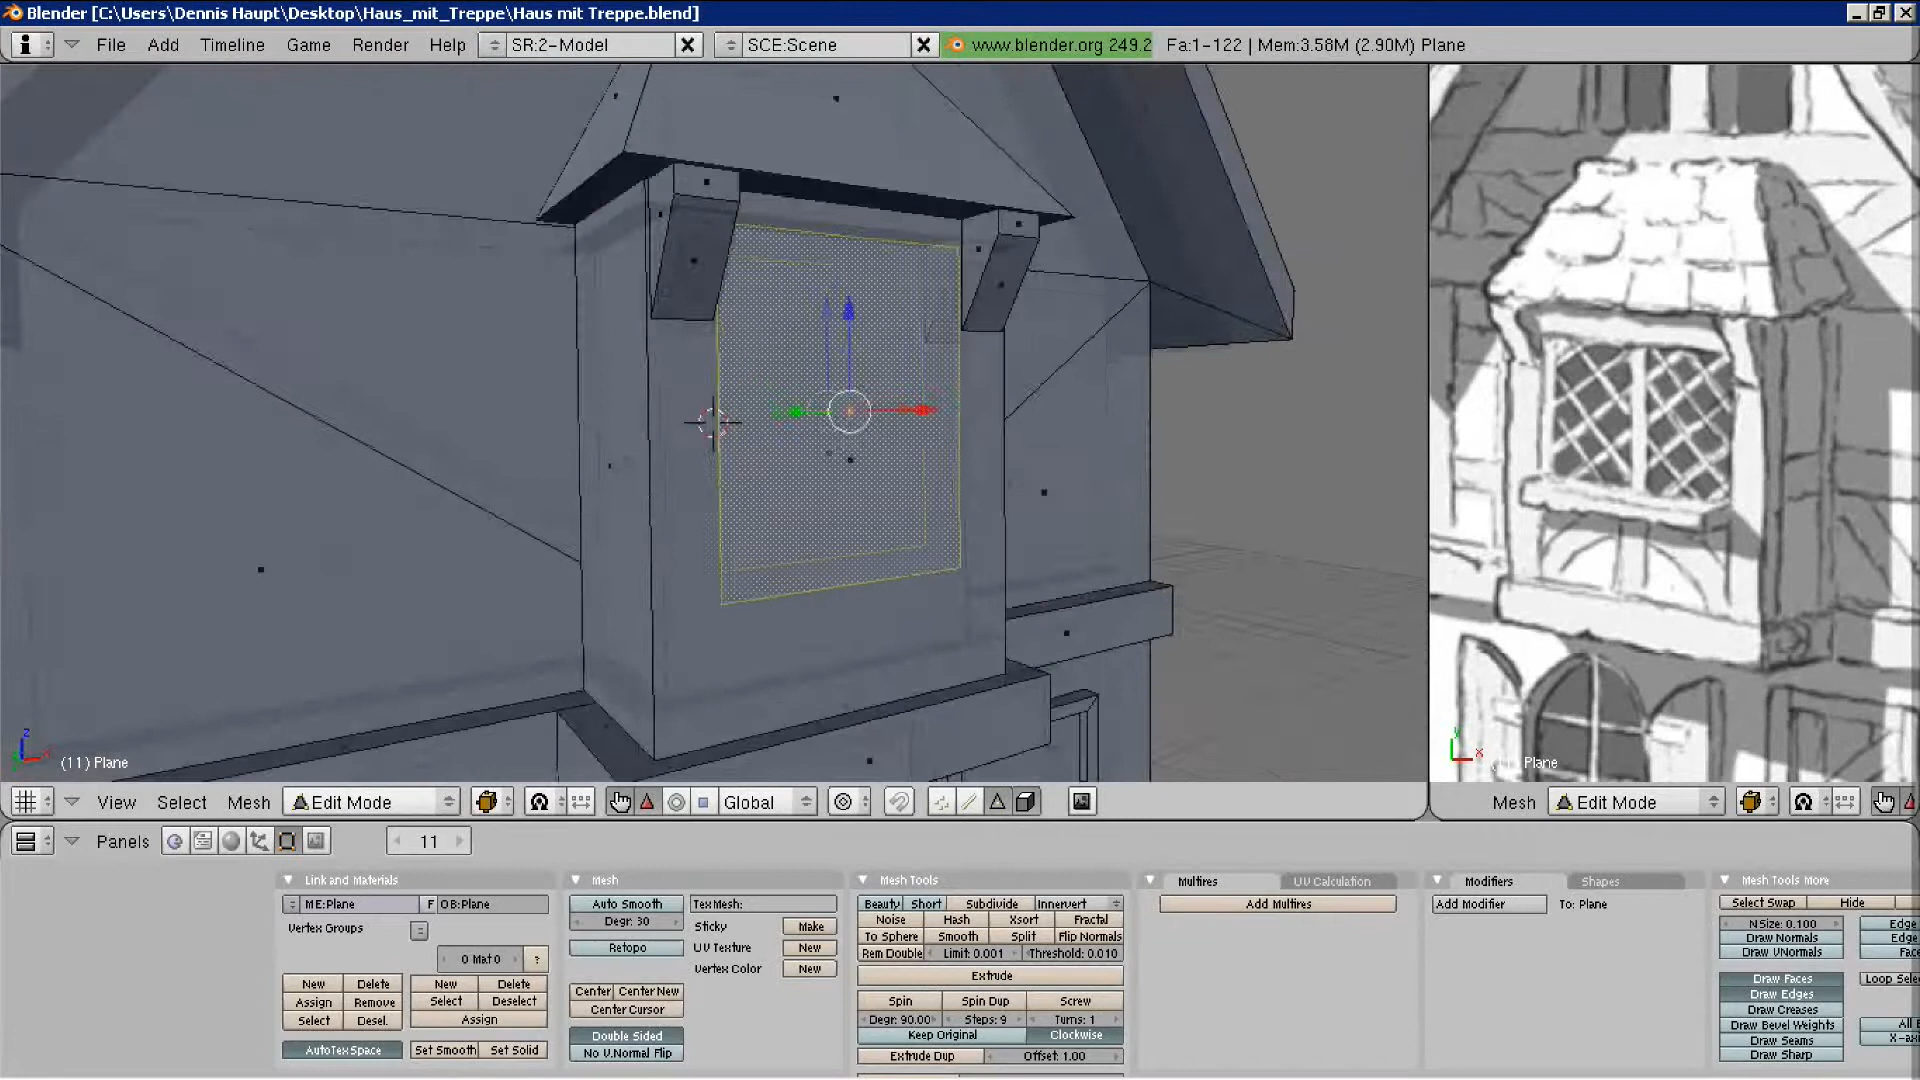 Blender [C:\Users\Dennis Haupt\Desktop\Haus_mit_Treppe\Haus mit Treppe.blend]
File Add Timeline Game Render Help SR:2-Model SCE:Scene www.blender.org 249.2 Fa:1-122 | Mem:3.58M (2.90M) Plane
(11) Plane
Plane
View Select Mesh Edit Mode Global
Mesh Edit Mode
Panels 11
Link and Materials
ME:Plane F OB:Plane
Vertex Groups
0 Mat 0 ?
New Delete New Delete
Assign Remove Select Deselect
Select Desel. Assign
AutoTexSpace Set Smooth Set Solid
Mesh
Auto Smooth TexMesh:
Degr: 30 Sticky Make
Retopo UV Texture New
Vertex Color New
Center Center New
Center Cursor
Double Sided
No V.Normal Flip
Mesh Tools
Beauty Short Subdivide Innervert
Noise Hash Xsort Fractal
To Sphere Smooth Split Flip Normals
Rem Double Limit: 0.001 Threshold: 0.010
Extrude
Spin Spin Dup Screw
Degr: 90.00 Steps: 9 Turns: 1
Keep Original Clockwise
Extrude Dup Offset: 1.00
Multires UV Calculation
Add Multires
Modifiers Shapes
Add Modifier To: Plane
Mesh Tools More
Select Swap Hide
NSize: 0.100 Edge
Draw Normals Edg
Draw VNormals Fac
Draw Faces Loop Sele
Draw Edges
Draw Creases
Draw Bevel Weights All E
Draw Seams X-ax
Draw Sharp